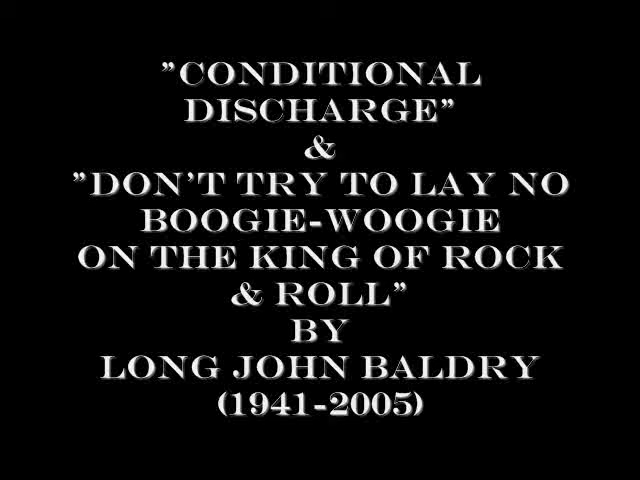 "CONDITIONAL
DISCHARGE"
&
"DON'T TRY TO LAY NO
BOOGIE-WOOGIE
ON THE KING OF ROCK
& ROLL"
BY
LONG JOHN BALDRY
(1941-2005)